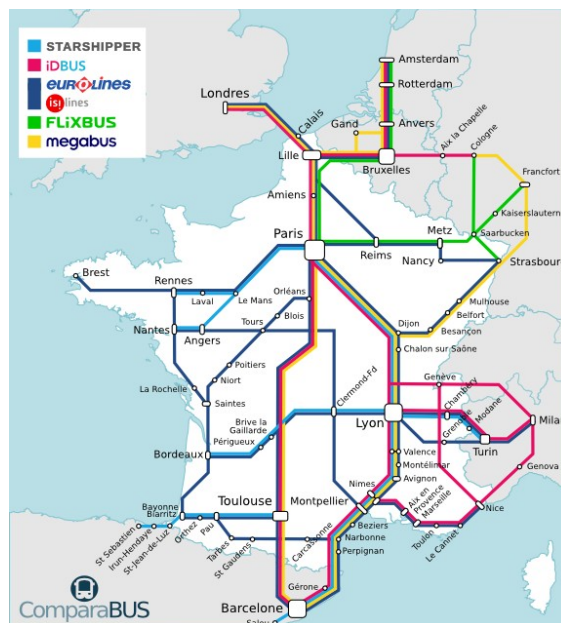 STARSHIPPER
iDBUS
EUROLINES
isilines
FLiXBUS
megabus
Amsterdam
Rotterdam
Londres
Calais
Gand
Anvers
Aix la Chapelle
Cologne
Lille
Bruxelles
Francfort
Amiens
Kaiserslautern
Paris
Metz
Saarbucken
Reims
Nancy
Strasbour
Brest
Rennes
Laval
Le Mans
Orléans
Blois
Mulhouse
Belfort
Besançon
Nantes
Angers
Tours
Dijon
Chalon sur Saône
Poitiers
Niort
La Rochelle
Saintes
Clermont-Fd
Genève
Chambéry
Modane
Lyon
Grenoble
Turin
Mila
Brive la
Gaillarde
Périgueux
Bordeaux
Valence
Montélimar
Avignon
Genova
Nimes
Montpellier
Aix en
Provence
Marseille
Nice
Toulon
Le Cannet
Bayonne
Biarritz
Toulouse
St Sebastien
Irun-Hendaye
St-Jean-de-Luz
Orthez
Pau
Tarbes
St Gaudens
Carcassonne
Beziers
Narbonne
Perpignan
Gérone
Barcelone
Salou
ComparaBUS